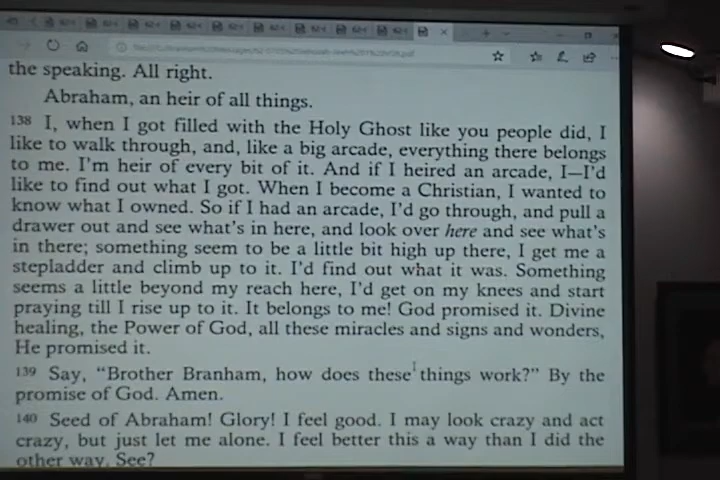 the speaking. All right.
Abraham, an heir of all things.
138 I, when I got filled with the Holy Ghost like you people did, I
like to walk through, and, like a big arcade, everything there belongs
to me. I'm heir of every bit of it. And if I heired an arcade, I—I'd
like to find out what I got. When I become a Christian, I wanted to
know what I owned. So if I had an arcade, I'd go through, and pull a
drawer out and see what's in here, and look over here and see what's
in there; something seem to be a little bit high up there, I get me a
stepladder and climb up to it. I'd find out what it was. Something
seems a little beyond my reach here, I'd get on my knees and start
praying till I rise up to it. It belongs to me! God promised it. Divine
healing, the Power of God, all these miracles and signs and wonders,
He promised it.
139 Say, “Brother Branham, how does these things work?” By the
promise of God. Amen.
140 Seed of Abraham! Glory! I feel good. I may look crazy and act
crazy, but just let me alone. I feel better this a way than I did the
other way. See?